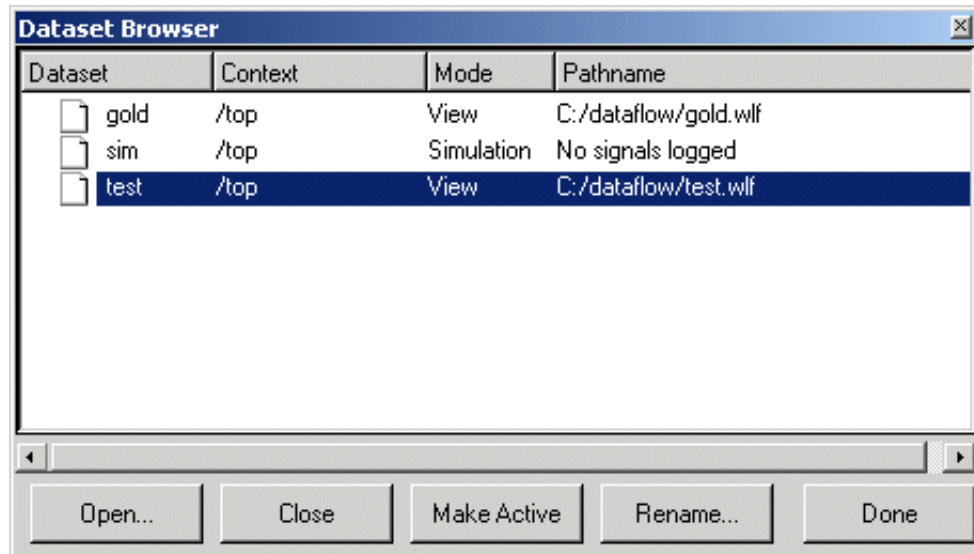 Dataset Browser
Dataset Context Mode Pathname
gold /top View C:/dataflow/gold.wlf
sim /top Simulation No signals logged
test /top View C:/dataflow/test.wlf
Open... Close Make Active Rename... Done